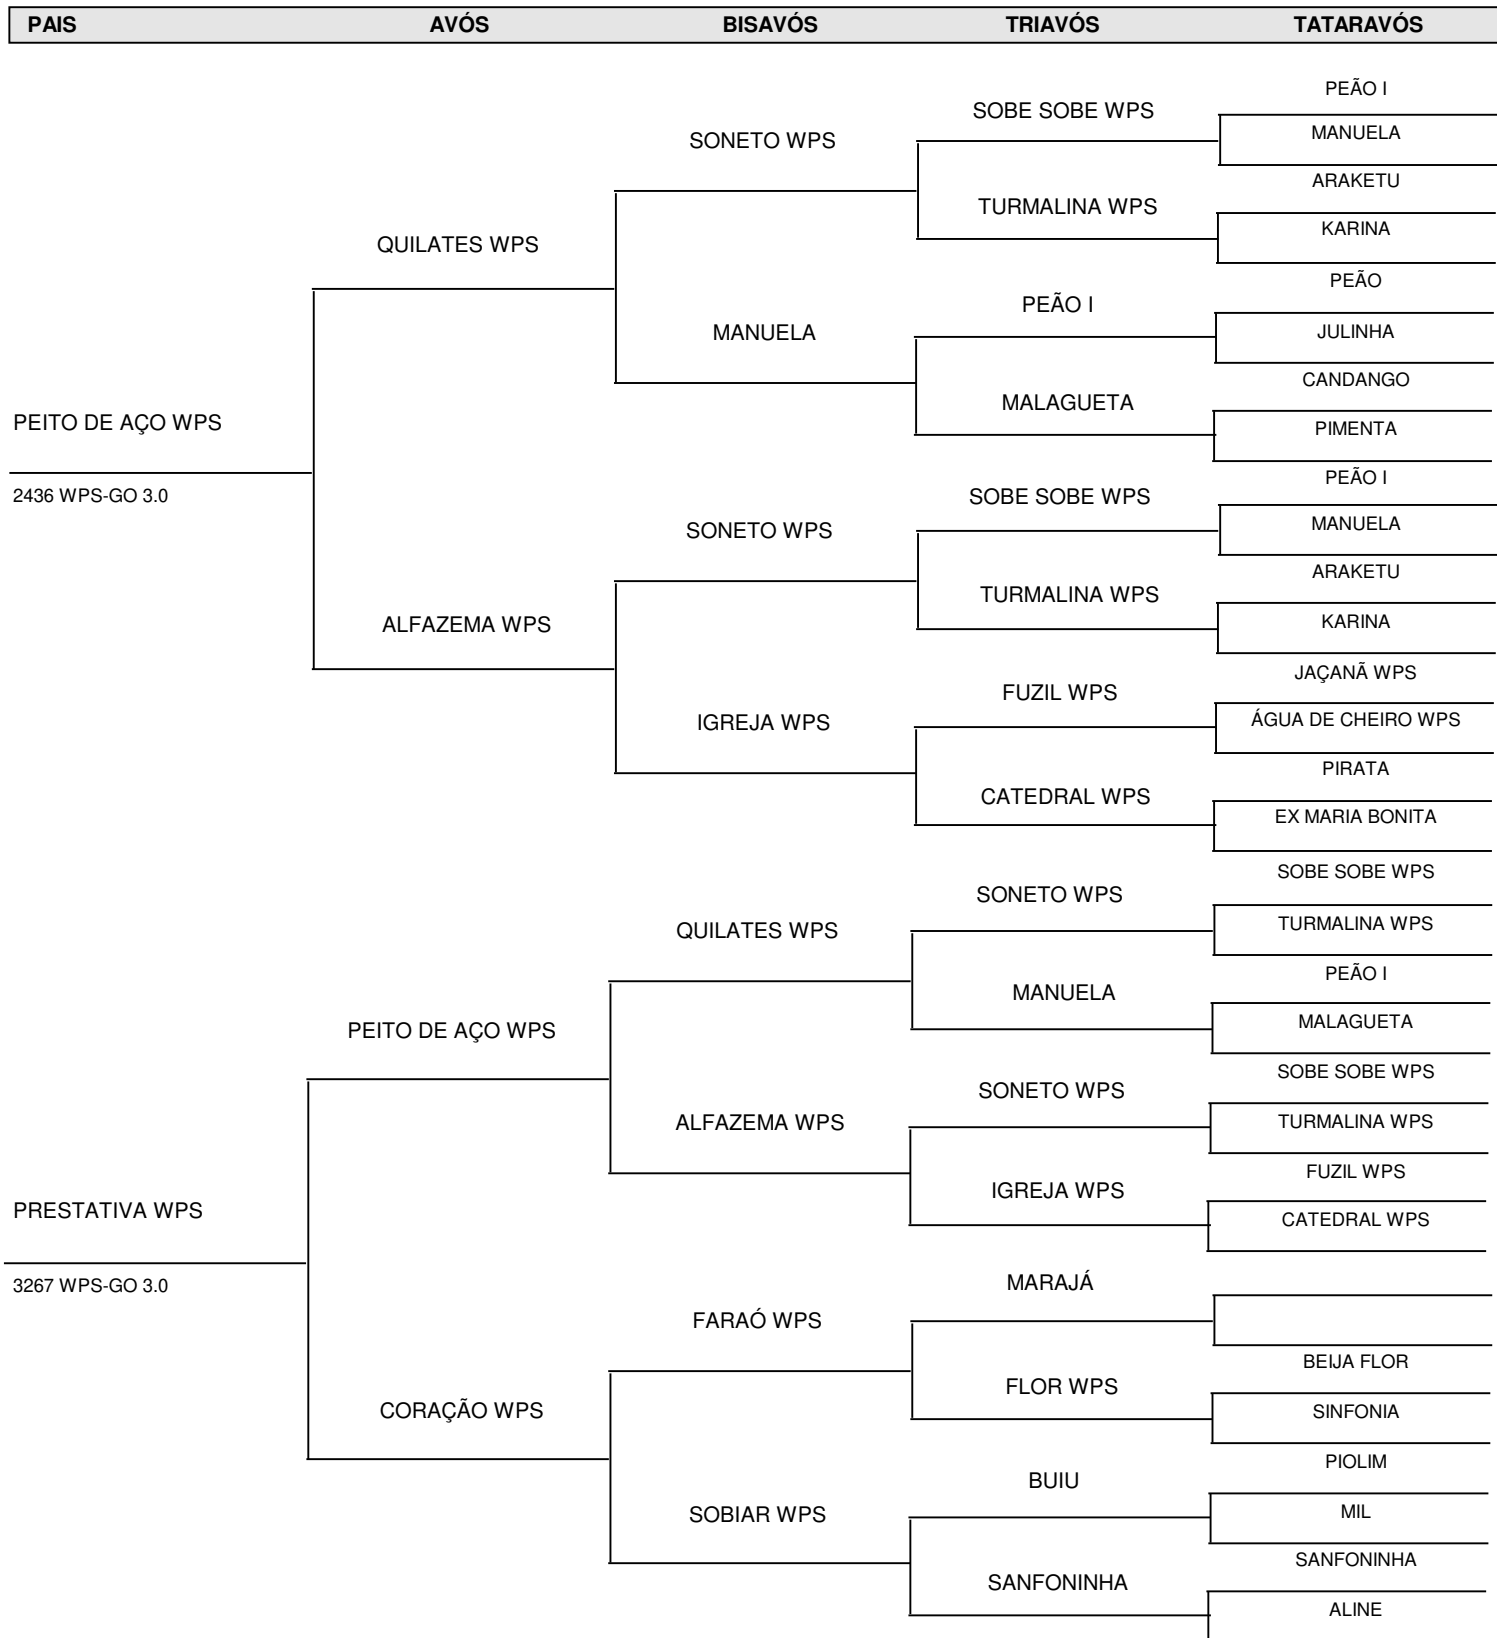 PAIS AVÓS BISAVÓS TRIAVÓS TATARAVÓS
PEÃO I
SOBE SOBE WPS
MANUELA
SONETO WPS
ARAKETU
TURMALINA WPS
KARINA
QUILATES WPS
PEÃO
PEÃO I
JULINHA
MANUELA
CANDANGO
MALAGUETA
PEITO DE AÇO WPS
PIMENTA
PEÃO I
2436 WPS-GO 3.0
SOBE SOBE WPS
MANUELA
SONETO WPS
ARAKETU
TURMALINA WPS
KARINA
ALFAZEMA WPS
JAÇANÃ WPS
FUZIL WPS
ÁGUA DE CHEIRO WPS
IGREJA WPS
PIRATA
CATEDRAL WPS
EX MARIA BONITA
SOBE SOBE WPS
SONETO WPS
TURMALINA WPS
QUILATES WPS
PEÃO I
MANUELA
MALAGUETA
PEITO DE AÇO WPS
SOBE SOBE WPS
SONETO WPS
TURMALINA WPS
ALFAZEMA WPS
FUZIL WPS
IGREJA WPS
PRESTATIVA WPS
CATEDRAL WPS
MARAJÁ
3267 WPS-GO 3.0
FARAÓ WPS
BEIJA FLOR
FLOR WPS
CORAÇÃO WPS
SINFONIA
PIOLIM
BUIU
MIL
SOBIAR WPS
SANFONINHA
SANFONINHA
ALINE